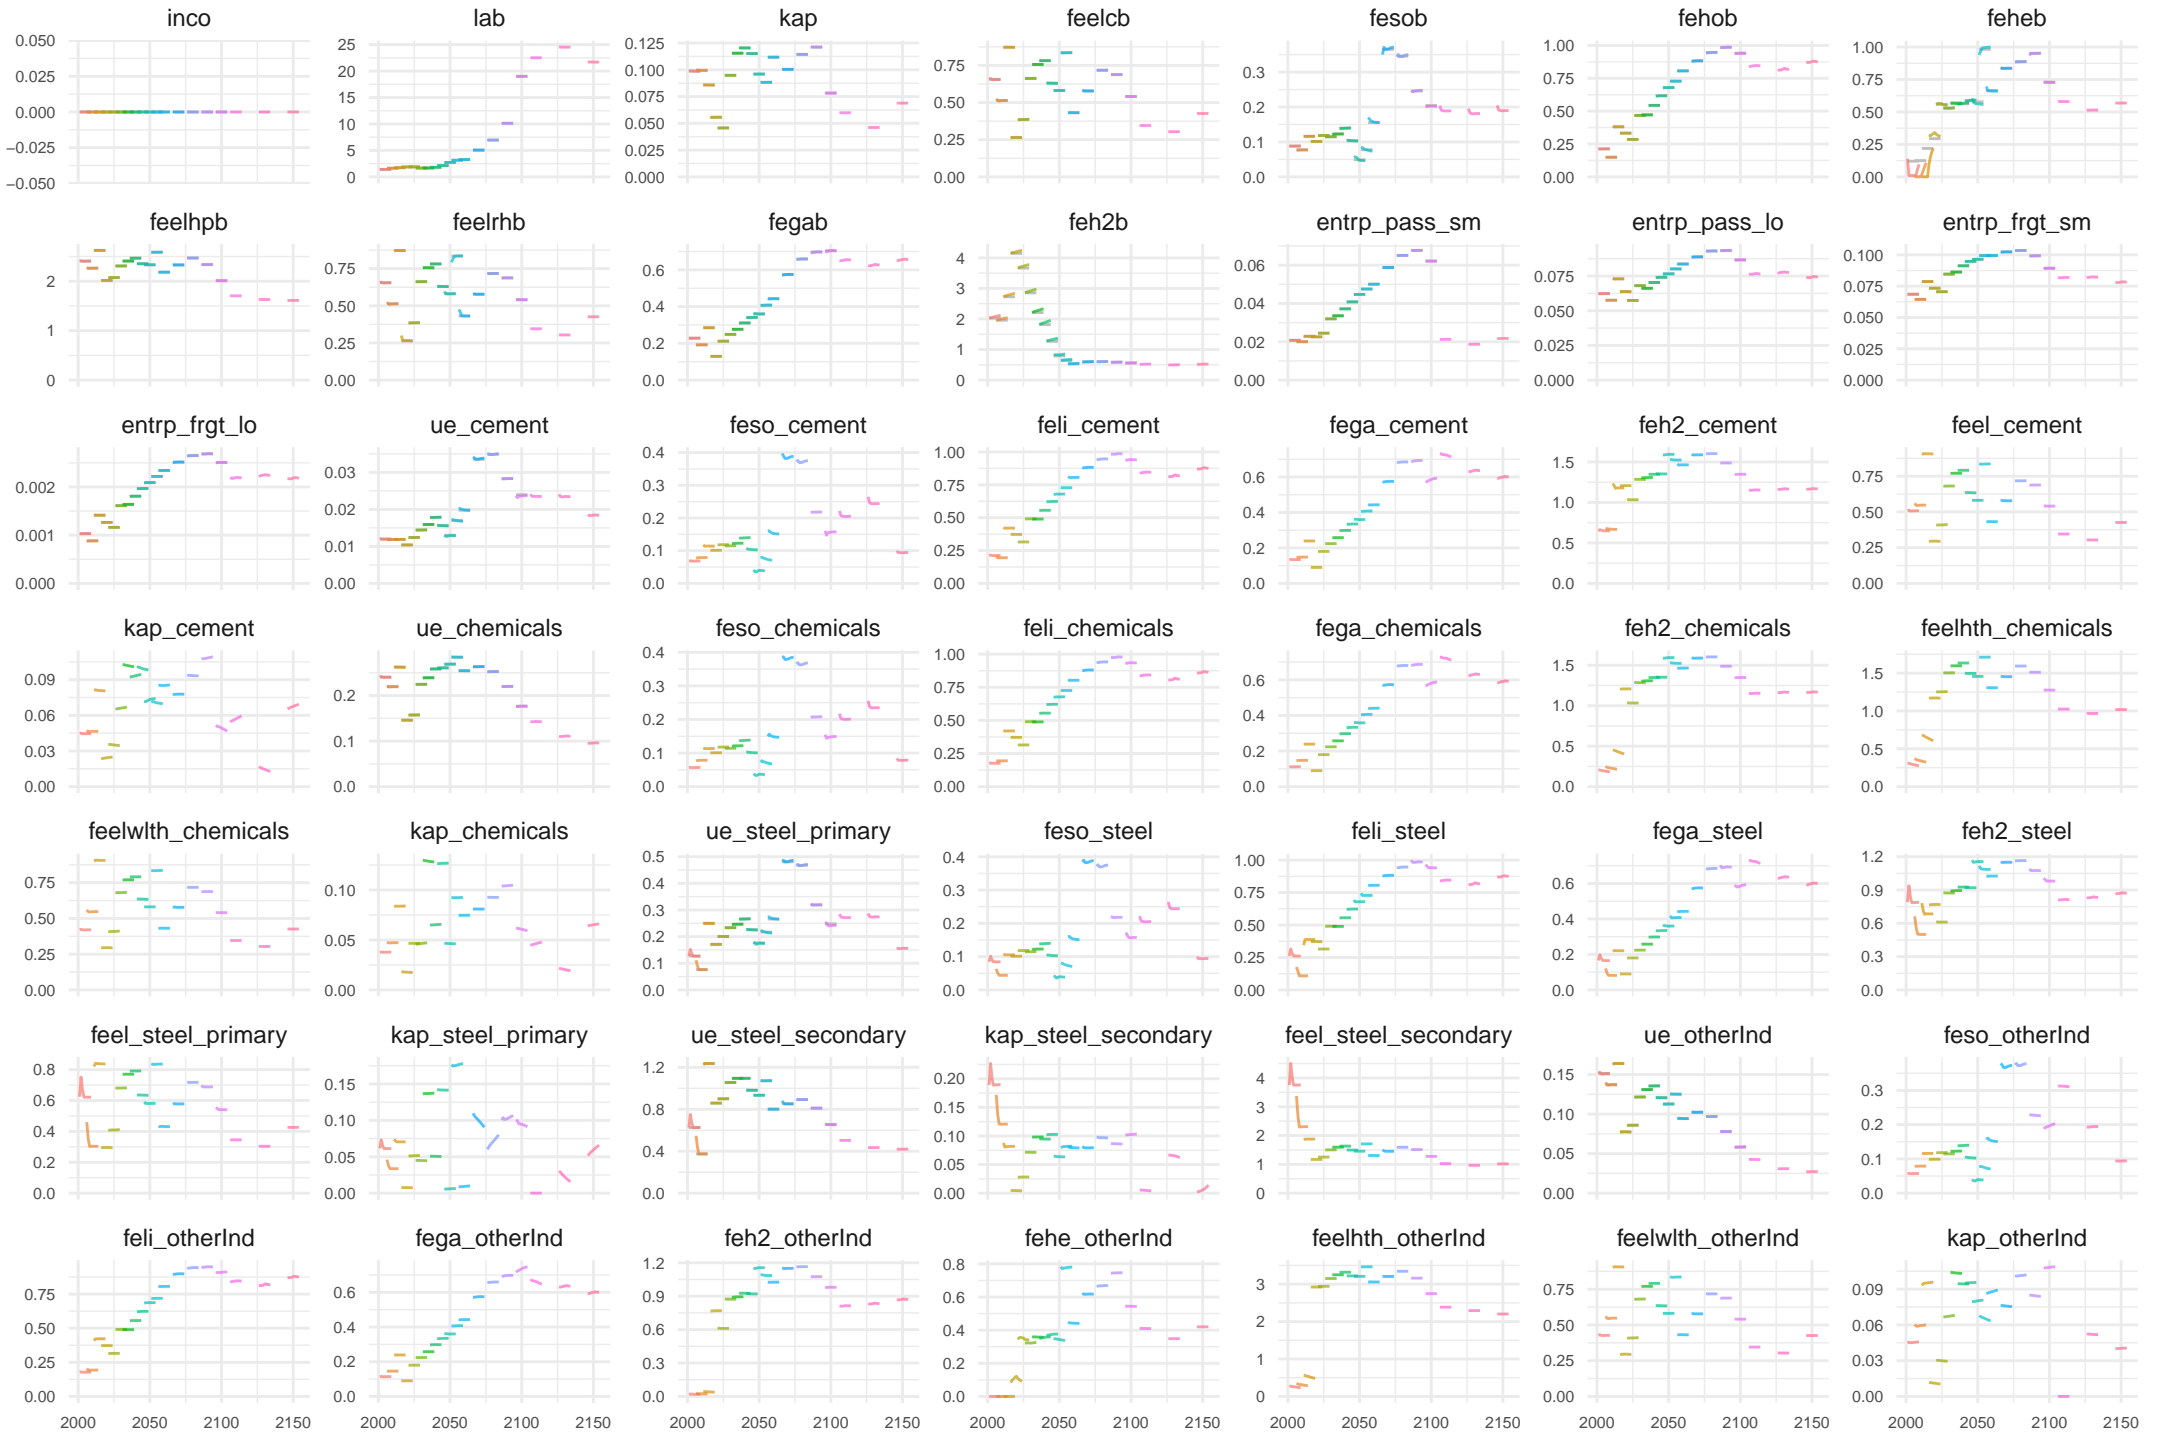 inco lab kap feelcb fesob fehob feheb
0.050 25 0.125 1.00 1.00
0.025 20 0.100 0.75 0.3 0.75 0.75
0.000 15 0.075 0.50 0.2 0.50 0.50
−0.025 10 0.050 0.25 0.1 0.25 0.25
−0.050 5 0.025 0.00 0.0 0.00 0.00
0 0.000
feelhpb feelrhb fegab feh2b entrp_pass_sm entrp_pass_lo entrp_frgt_sm
2 0.75 0.6 4 0.06 0.075 0.100
1 0.50 0.4 3 0.04 0.050 0.075
0 0.25 0.2 2 0.02 0.025 0.050
0.00 0.0 1 0.00 0.000 0.025
0 0.000
entrp_frgt_lo ue_cement feso_cement feli_cement fega_cement feh2_cement feel_cement
0.002 0.03 0.4 1.00 0.6 1.5 0.75
0.001 0.02 0.3 0.75 0.4 1.0 0.50
0.000 0.01 0.2 0.50 0.2 0.5 0.25
0.00 0.1 0.25 0.0 0.0 0.00
0.0 0.00
kap_cement ue_chemicals feso_chemicals feli_chemicals fega_chemicals feh2_chemicals feelhth_chemicals
0.09 0.2 0.4 1.00 0.6 1.5 1.5
0.06 0.1 0.3 0.75 0.4 1.0 1.0
0.03 0.0 0.2 0.50 0.2 0.5 0.5
0.00 0.1 0.25 0.0 0.0 0.0
0.0 0.00
feelwlth_chemicals kap_chemicals ue_steel_primary feso_steel feli_steel fega_steel feh2_steel
0.75 0.10 0.5 0.4 1.00 0.6 1.2
0.50 0.05 0.4 0.3 0.75 0.4 0.9
0.25 0.00 0.3 0.2 0.50 0.2 0.6
0.00 0.2 0.1 0.25 0.0 0.3
0.1 0.0 0.00 0.0
0.0
feel_steel_primary kap_steel_primary ue_steel_secondary kap_steel_secondary feel_steel_secondary ue_otherInd feso_otherInd
0.8 0.15 1.2 0.20 4 0.15 0.3
0.6 0.10 0.8 0.15 3 0.10 0.2
0.4 0.05 0.4 0.10 2 0.05 0.1
0.2 0.00 0.0 0.05 1 0.00 0.0
0.0 0.00 0
feli_otherInd fega_otherInd feh2_otherInd fehe_otherInd feelhth_otherInd feelwlth_otherInd kap_otherInd
0.75 0.6 1.2 0.8 3 0.75 0.09
0.50 0.4 0.9 0.6 2 0.50 0.06
0.25 0.2 0.6 0.4 1 0.25 0.03
0.00 0.0 0.3 0.2 0 0.00 0.00
0.0 0.0
2000 2050 2100 2150 2000 2050 2100 2150 2000 2050 2100 2150 2000 2050 2100 2150 2000 2050 2100 2150 2000 2050 2100 2150 2000 2050 2100 2150